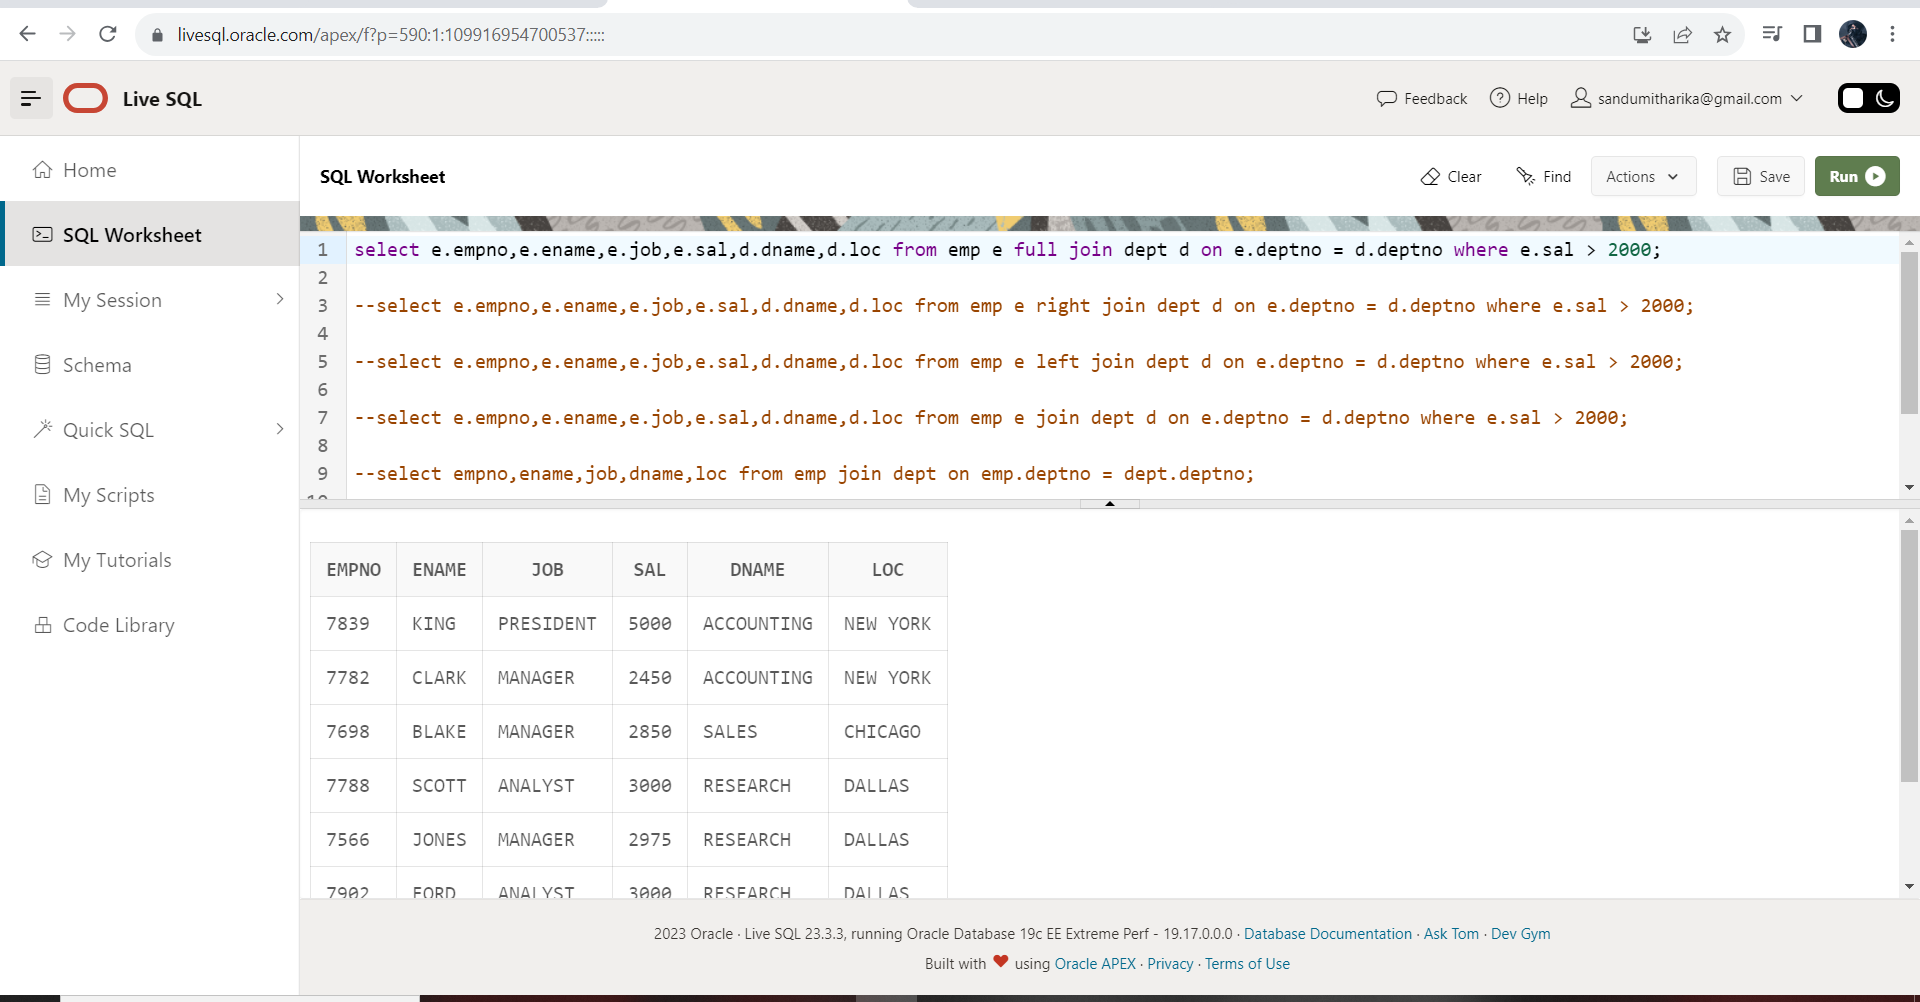 livesql.oracle.com/apex/f?p=590:1:109916954700537:::::
Live SQL
Feedback
Help
sandumitharika@gmail.com
Home
SQL Worksheet
My Session
Schema
Quick SQL
My Scripts
My Tutorials
Code Library
SQL Worksheet
Clear
Find
Actions
Save
Run
1 select e.empno,e.ename,e.job,e.sal,d.dname,d.loc from emp e full join dept d on e.deptno = d.deptno where e.sal > 2000;
2
3 --select e.empno,e.ename,e.job,e.sal,d.dname,d.loc from emp e right join dept d on e.deptno = d.deptno where e.sal > 2000;
4
5 --select e.empno,e.ename,e.job,e.sal,d.dname,d.loc from emp e left join dept d on e.deptno = d.deptno where e.sal > 2000;
6
7 --select e.empno,e.ename,e.job,e.sal,d.dname,d.loc from emp e join dept d on e.deptno = d.deptno where e.sal > 2000;
8
9 --select empno,ename,job,dname,loc from emp join dept on emp.deptno = dept.deptno;
10
EMPNO ENAME JOB SAL DNAME LOC
7839 KING PRESIDENT 5000 ACCOUNTING NEW YORK
7782 CLARK MANAGER 2450 ACCOUNTING NEW YORK
7698 BLAKE MANAGER 2850 SALES CHICAGO
7788 SCOTT ANALYST 3000 RESEARCH DALLAS
7566 JONES MANAGER 2975 RESEARCH DALLAS
7902 FORD ANALYST 3000 RESEARCH DALLAS
2023 Oracle · Live SQL 23.3.3, running Oracle Database 19c EE Extreme Perf - 19.17.0.0.0 · Database Documentation · Ask Tom · Dev Gym
Built with ❤ using Oracle APEX · Privacy · Terms of Use